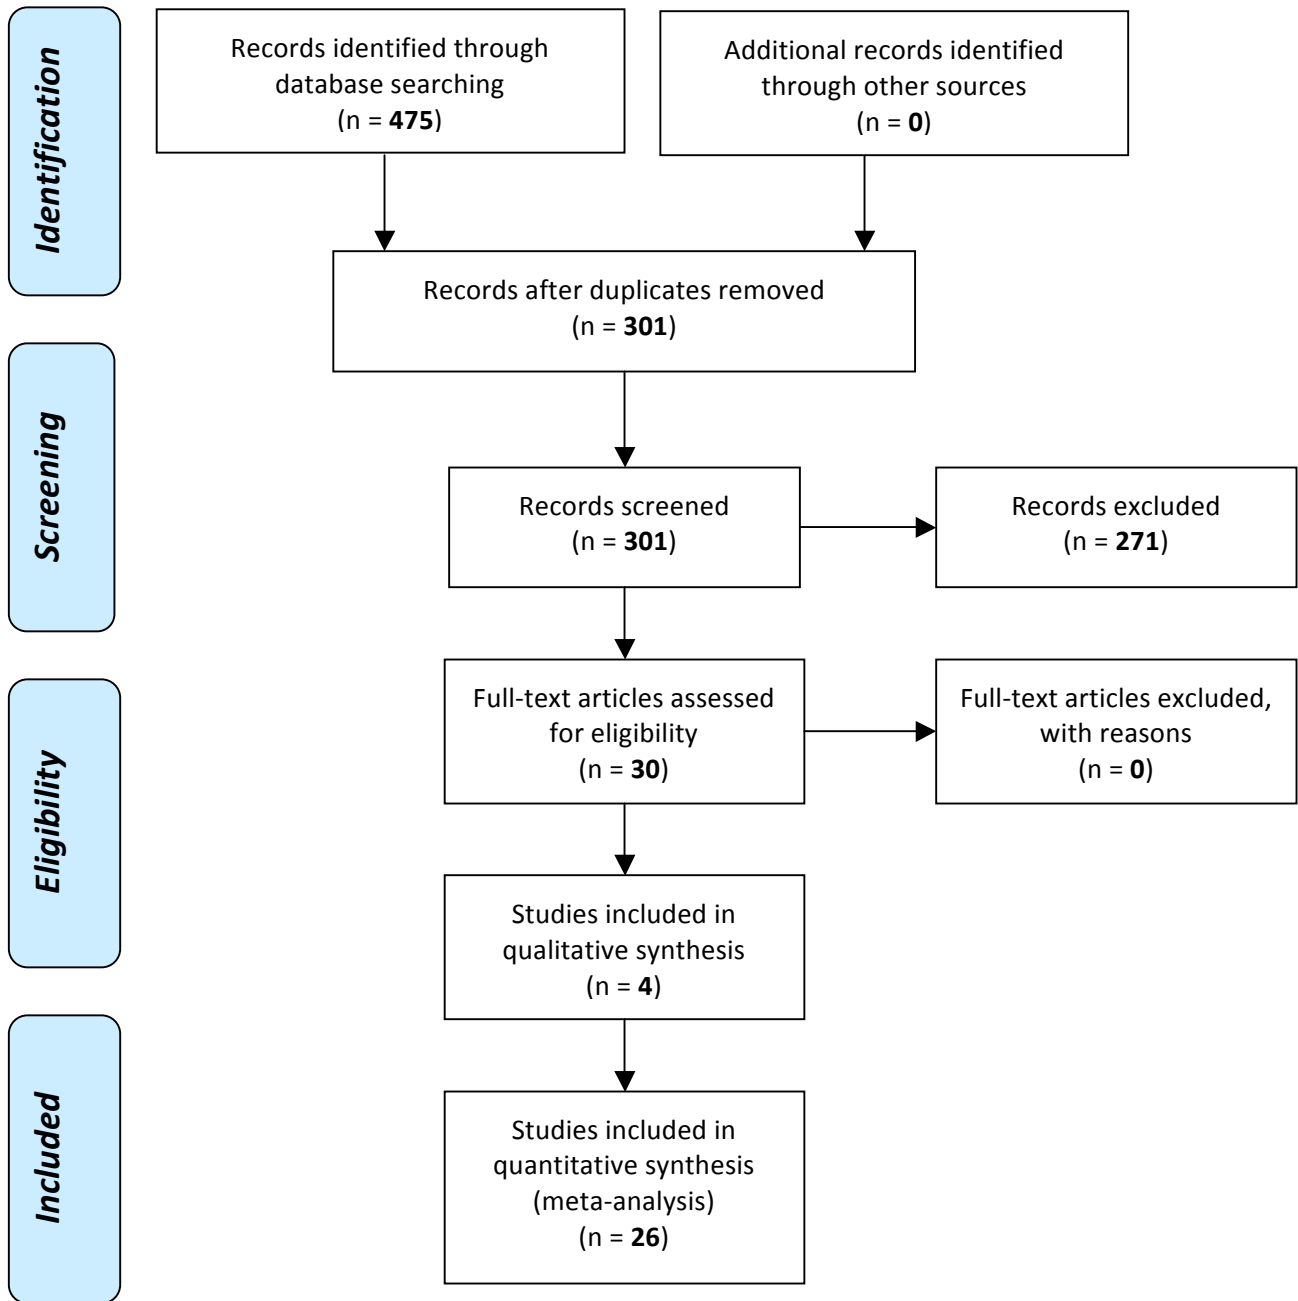 Identification
Records identified through
database searching
(n = 475)
Additional records identified
through other sources
(n = 0)
Records after duplicates removed
(n = 301)
Screening
Records screened
(n = 301)
Records excluded
(n = 271)
Eligibility
Full-text articles assessed
for eligibility
(n = 30)
Full-text articles excluded,
with reasons
(n = 0)
Studies included in
qualitative synthesis
(n = 4)
Included
Studies included in
quantitative synthesis
(meta-analysis)
(n = 26)